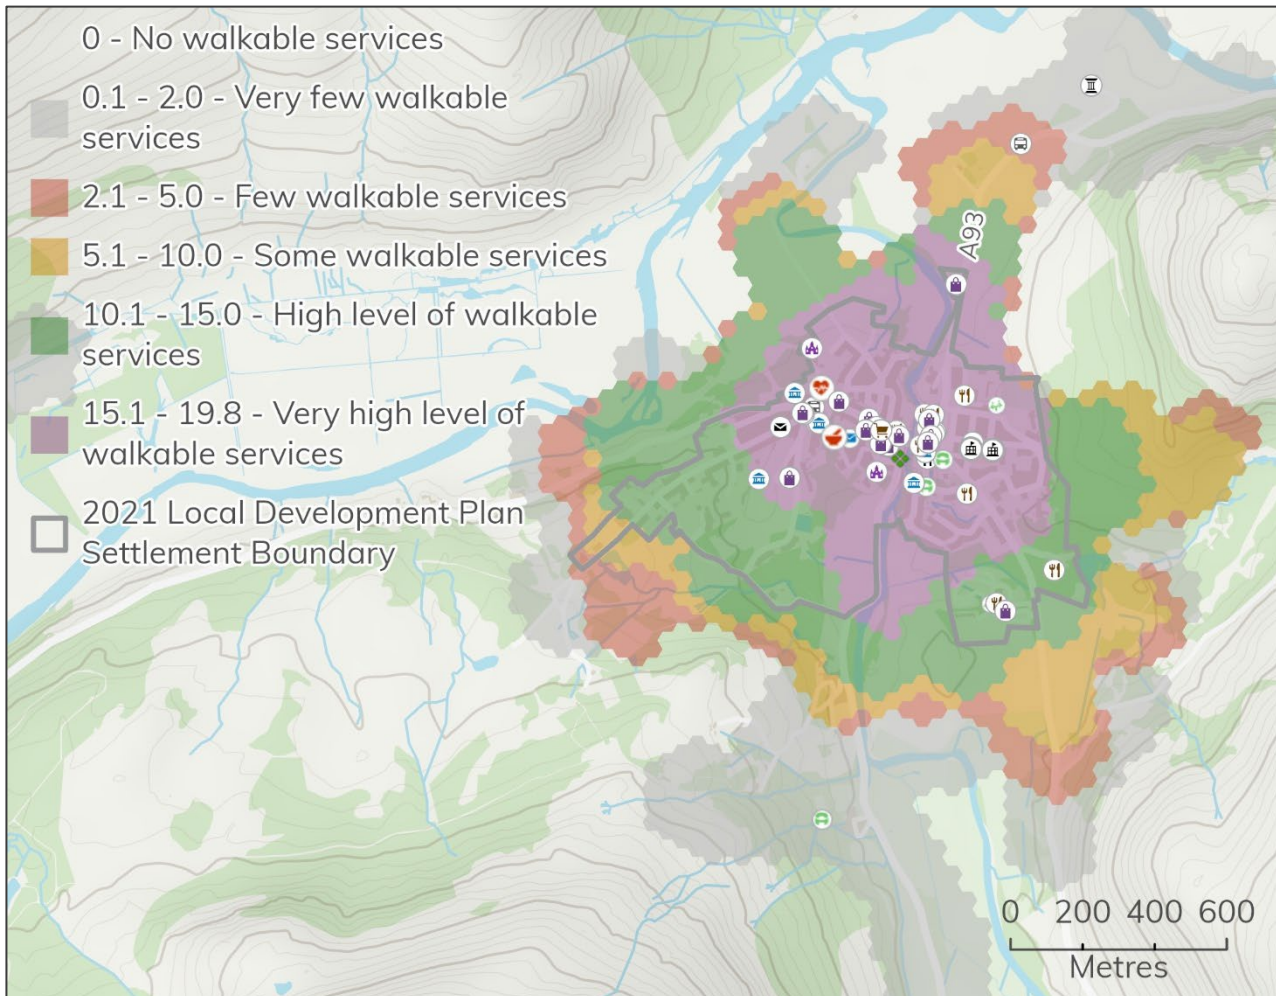 0 - No walkable services
0.1 - 2.0 - Very few walkable
services
2.1 - 5.0 - Few walkable services
5.1 - 10.0 - Some walkable services
10.1 - 15.0 - High level of walkable
services
15.1 - 19.8 - Very high level of
walkable services
2021 Local Development Plan
Settlement Boundary
A93
0 200 400 600
Metres